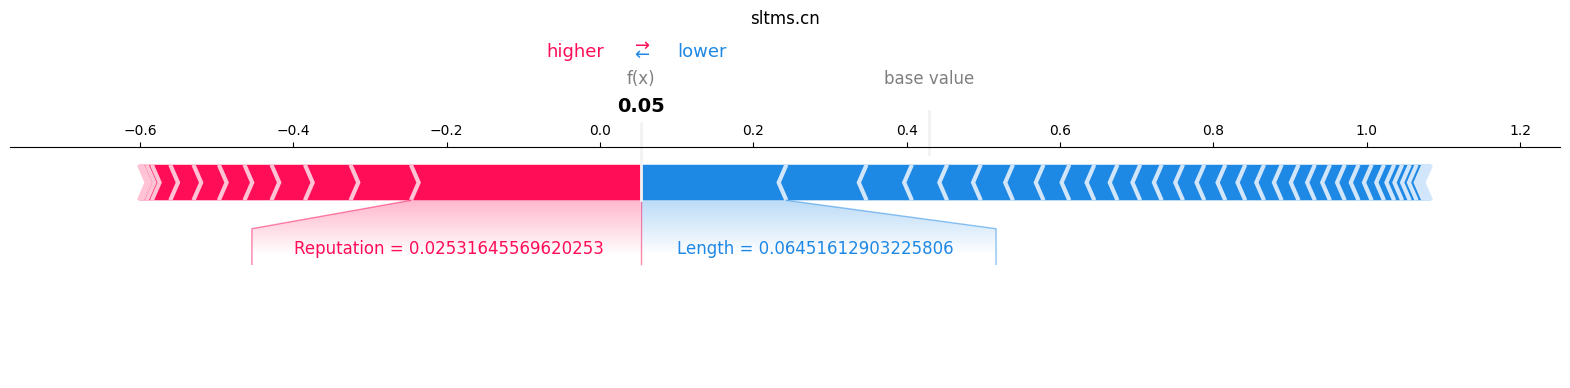 sltms.cn
higher ⇄ lower
f(x) base value
0.05
−0.6 −0.4 −0.2 0.0 0.2 0.4 0.6 0.8 1.0 1.2
Reputation = 0.02531645569620253 Length = 0.06451612903225806